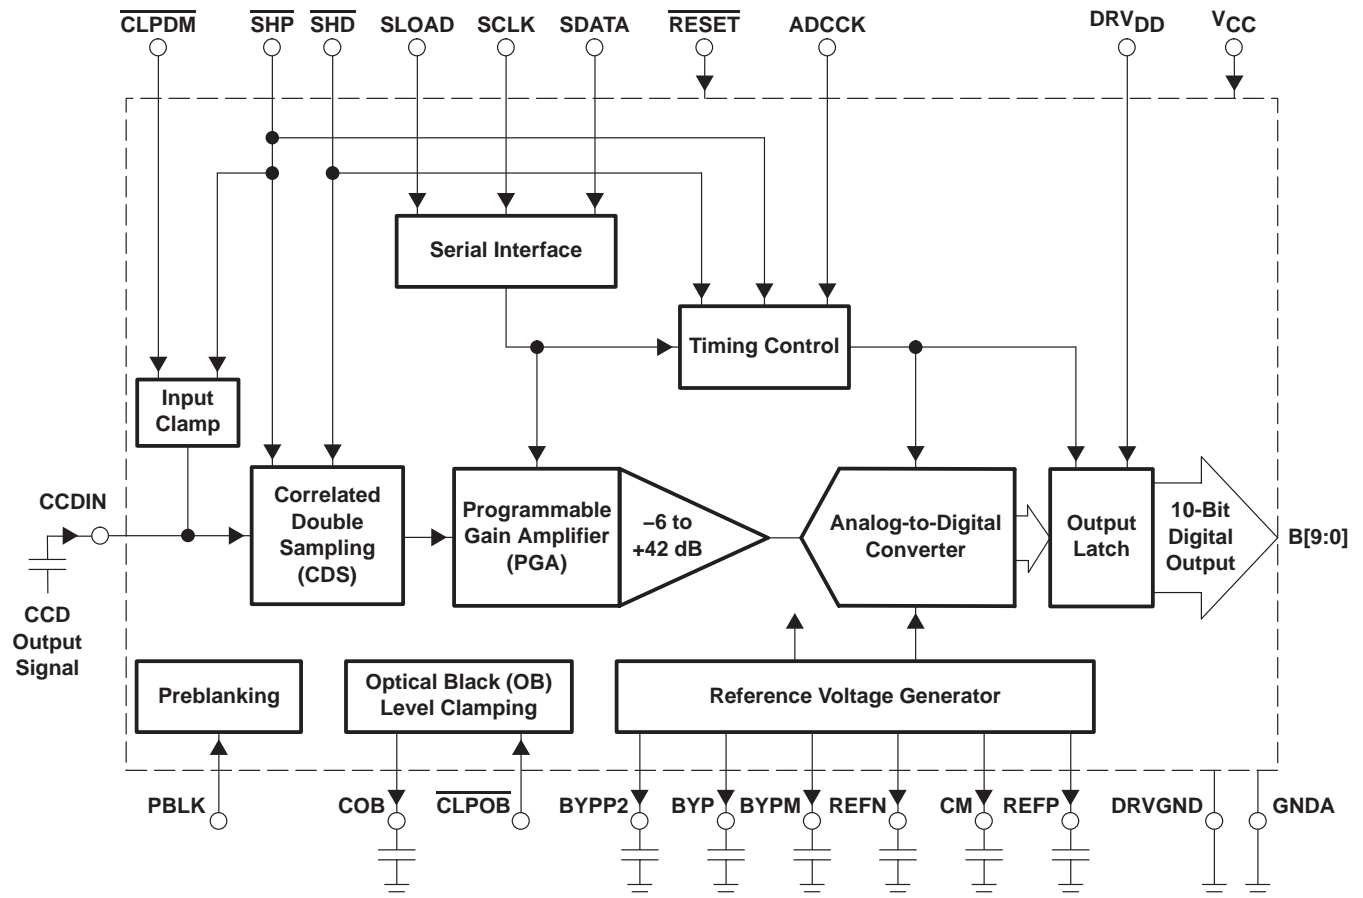 CLPDM SHP SHD SLOAD SCLK SDATA RESET ADCCK DRVDD VCC
Serial Interface
Timing Control
Input
Clamp
CCDIN
CCD
Output
Signal
Correlated
Double
Sampling
(CDS)
Programmable
Gain Amplifier
(PGA)
–6 to
+42 dB
Analog-to-Digital
Converter
Output
Latch
10-Bit
Digital
Output
B[9:0]
Preblanking
Optical Black (OB)
Level Clamping
Reference Voltage Generator
PBLK COB CLPOB BYPP2 BYP BYPM REFN CM REFP DRVGND GNDA